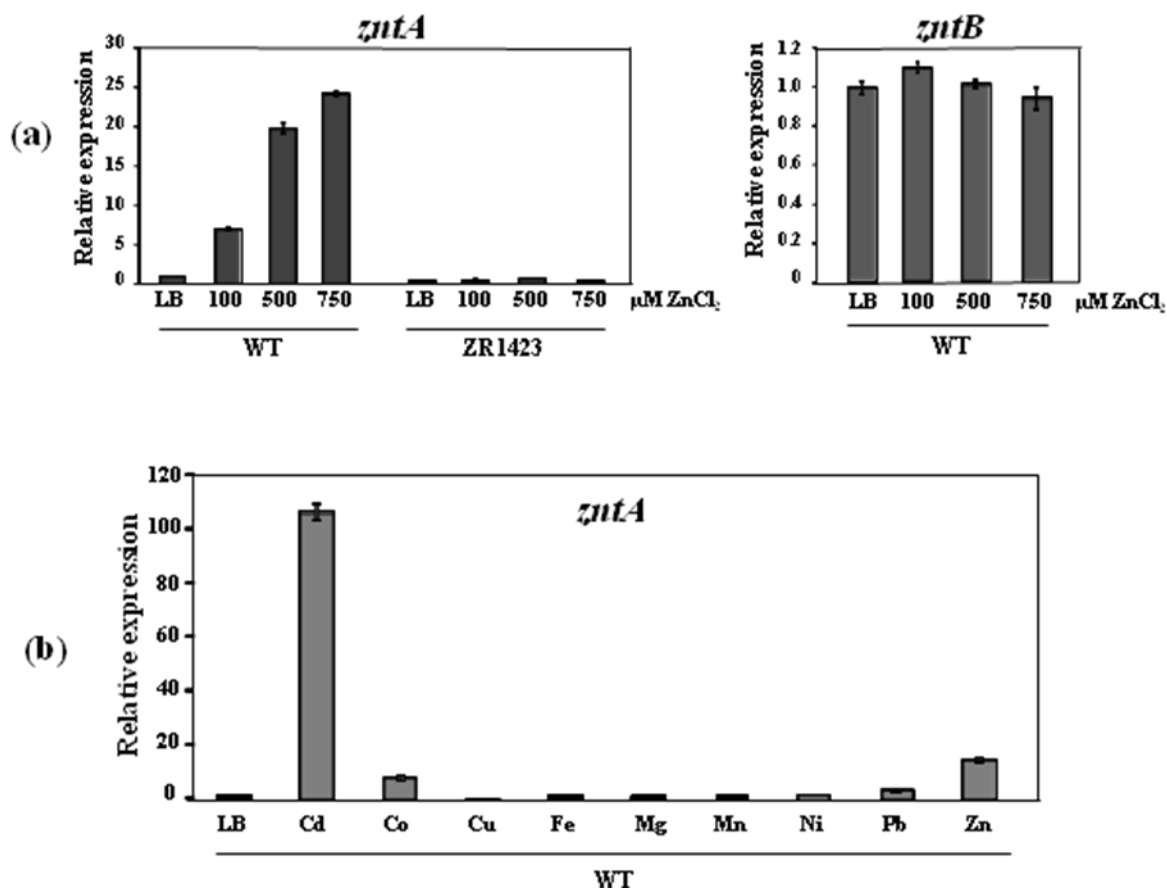 zntA
zntB
(a)
Relative expression
30
25
20
15
10
5
0
LB 100 500 750 LB 100 500 750 μM ZnCl₂
WT ZR1423
Relative expression
1.2
1.0
0.8
0.6
0.4
0.2
0
LB 100 500 750 μM ZnCl₂
WT
(b)
zntA
Relative expression
120
100
80
60
40
20
0
LB Cd Co Cu Fe Mg Mn Ni Pb Zn
WT